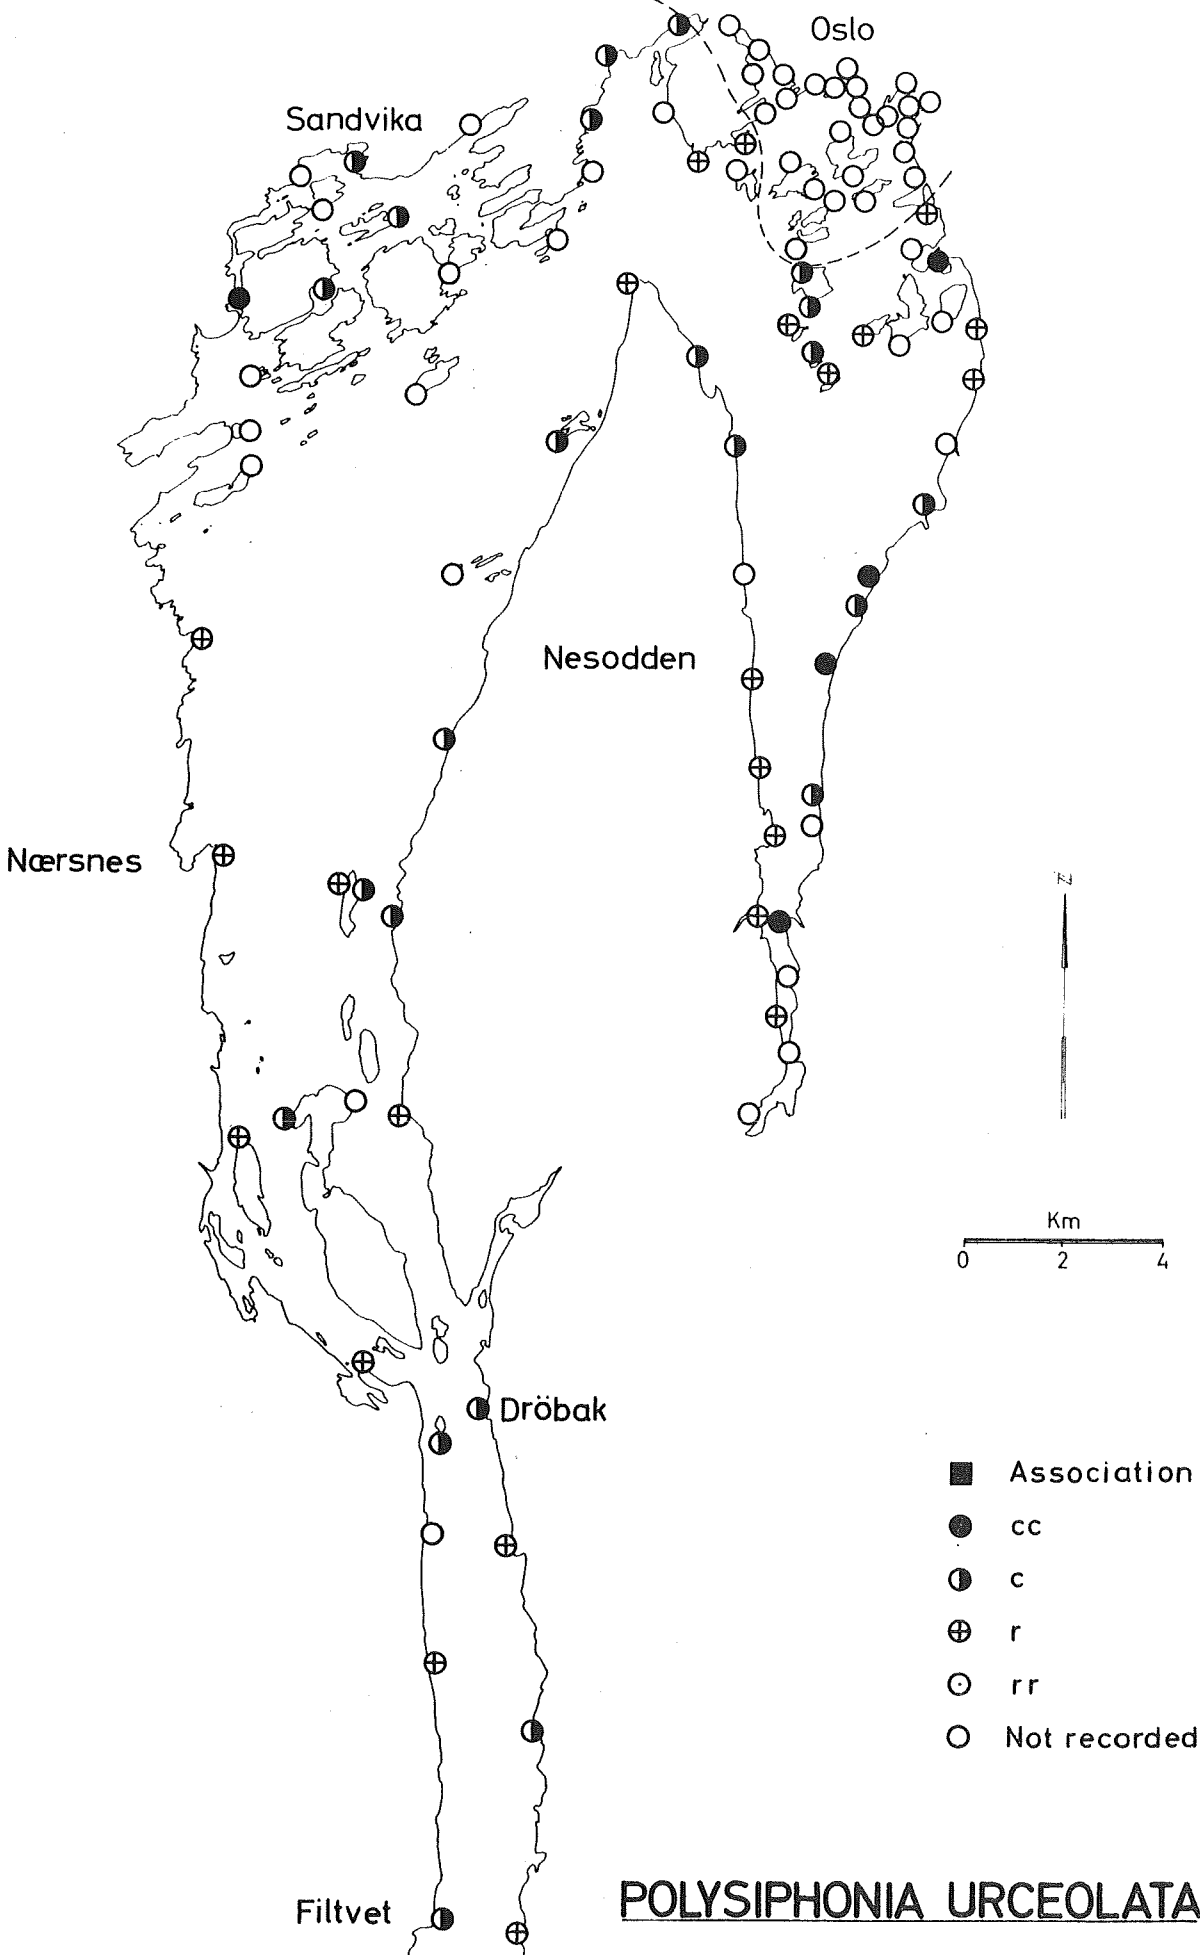 Oslo
Sandvika
Nesodden
Nærsnes
N
Km
0 2 4
Dröbak
Association
cc
c
r
rr
Not recorded
Filtvet
POLYSIPHONIA URCEOLATA